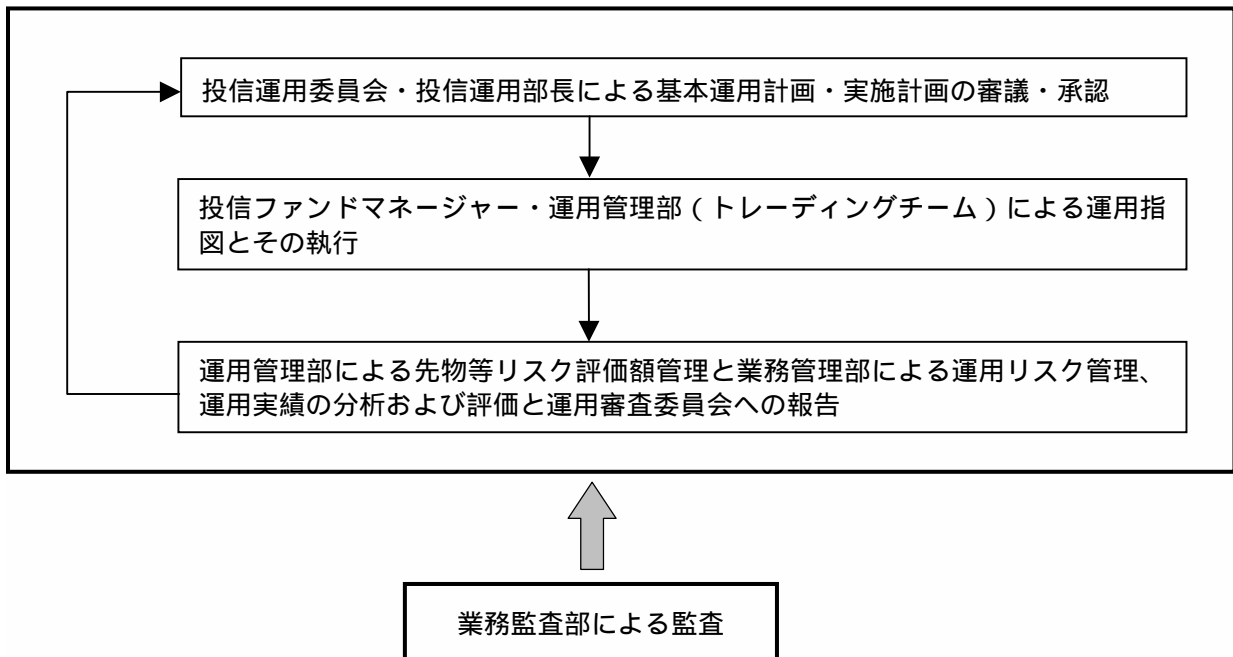 投信運用委員会・投信運用部長による基本運用計画・実施計画の審議・承認
投信ファンドマネージャー・運用管理部（トレーディングチーム）による運用指
図とその執行
運用管理部による先物等リスク評価額管理と業務管理部による運用リスク管理、
運用実績の分析および評価と運用審査委員会への報告
業務監査部による監査